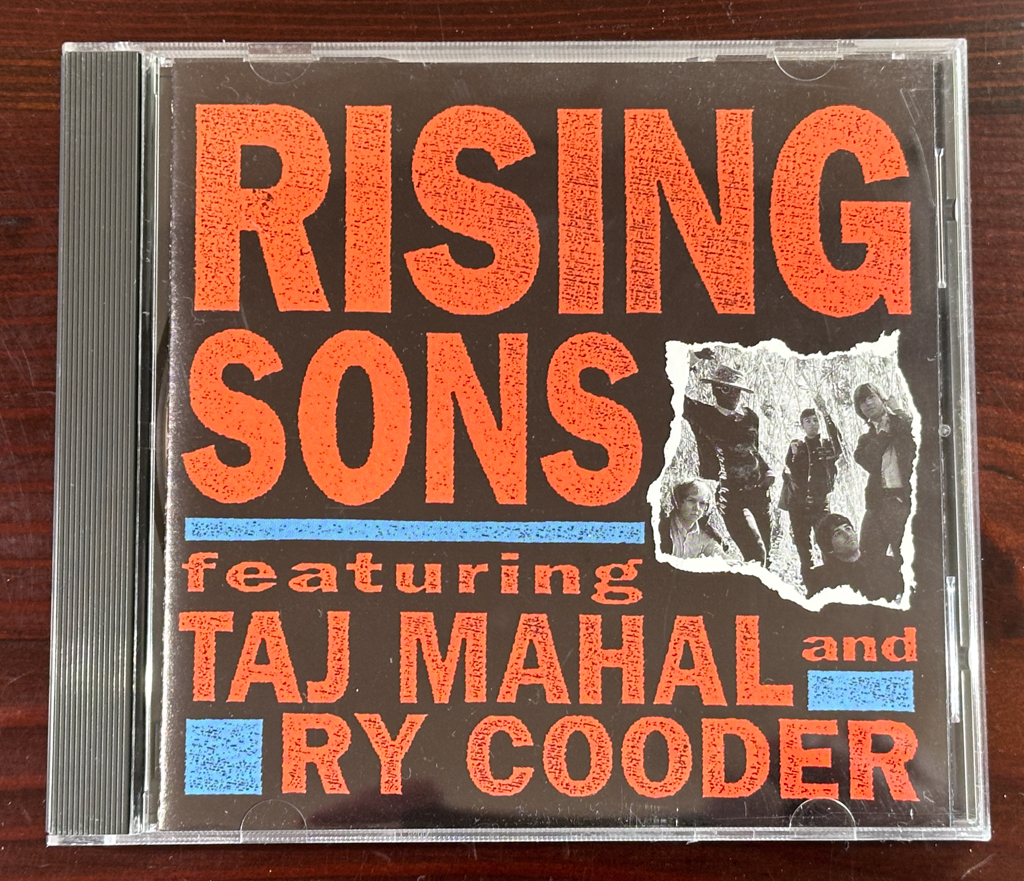 RISING
SONS
featuring
TAJ MAHAL and
RY COODER